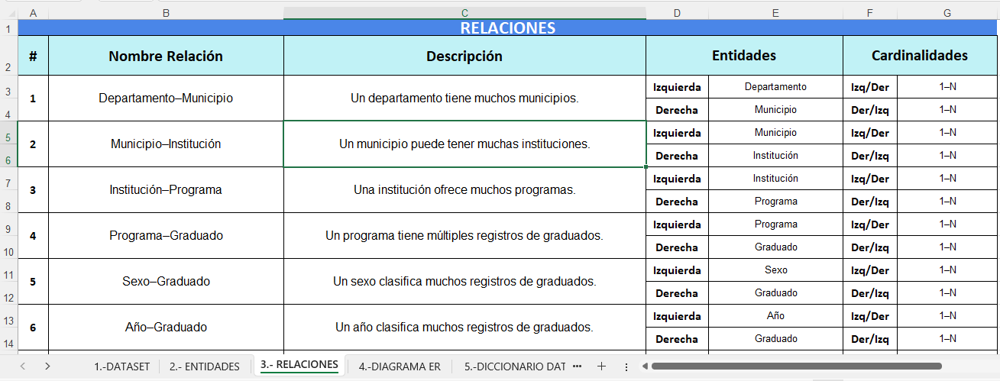 A B C D E F G
1 RELACIONES
2 # Nombre Relación Descripción Entidades Cardinalidades
3 Izquierda Departamento Izq/Der 1–N
1 Departamento–Municipio Un departamento tiene muchos municipios.
4 Derecha Municipio Der/Izq 1–N
5 Izquierda Municipio Izq/Der 1–N
2 Municipio–Institución Un municipio puede tener muchas instituciones.
6 Derecha Institución Der/Izq 1–N
7 Izquierda Institución Izq/Der 1–N
3 Institución–Programa Una institución ofrece muchos programas.
8 Derecha Programa Der/Izq 1–N
9 Izquierda Programa Izq/Der 1–N
4 Programa–Graduado Un programa tiene múltiples registros de graduados.
10 Derecha Graduado Der/Izq 1–N
11 Izquierda Sexo Izq/Der 1–N
5 Sexo–Graduado Un sexo clasifica muchos registros de graduados.
12 Derecha Graduado Der/Izq 1–N
13 Izquierda Año Izq/Der 1–N
6 Año–Graduado Un año clasifica muchos registros de graduados.
14 Derecha Graduado Der/Izq 1–N
1.-DATASET 2.- ENTIDADES 3.- RELACIONES 4.-DIAGRAMA ER 5.-DICCIONARIO DAT ···